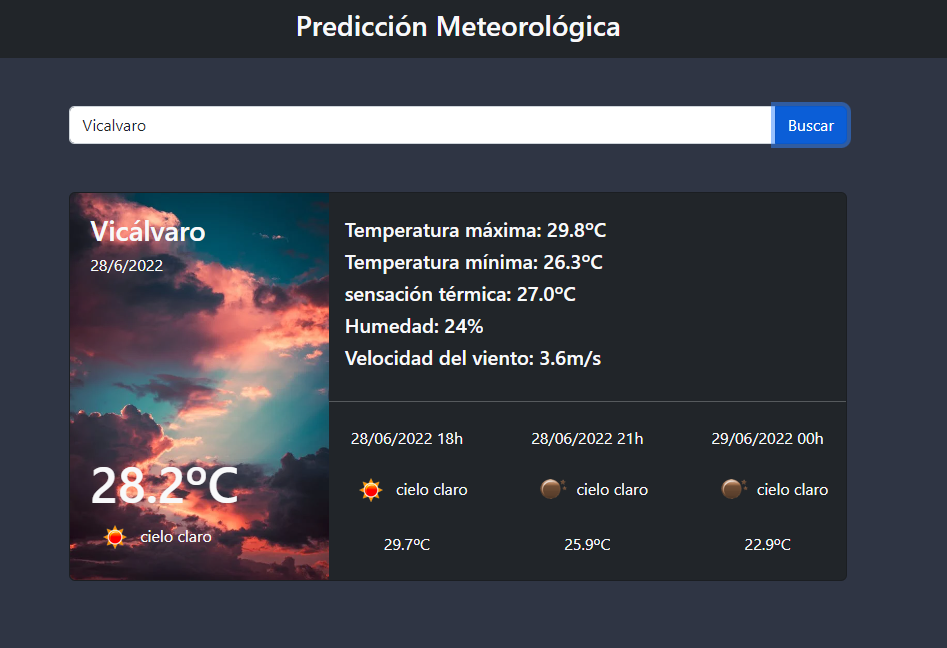 Predicción Meteorológica
Vicalvaro
Buscar
Vicálvaro
28/6/2022
28.2ºC
cielo claro
Temperatura máxima: 29.8ºC
Temperatura mínima: 26.3ºC
sensación térmica: 27.0ºC
Humedad: 24%
Velocidad del viento: 3.6m/s
28/06/2022 18h
cielo claro
29.7ºC
28/06/2022 21h
cielo claro
25.9ºC
29/06/2022 00h
cielo claro
22.9ºC